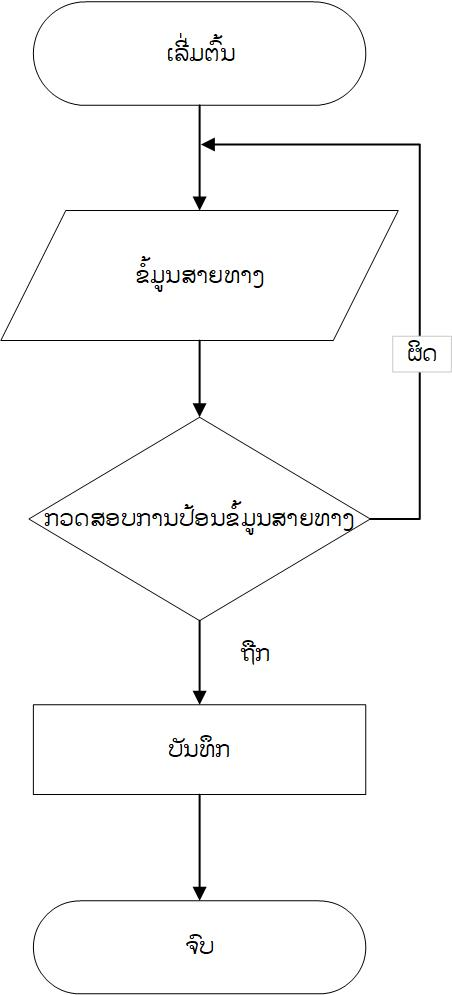 ເລີ່ມຕົ້ນ
ຂໍ້ມູນສາຍທາງ
ຜິດ
ກວດສອບການປ້ອນຂໍ້ມູນສາຍທາງ
ຖືກ
ບັນທຶກ
ຈົບ